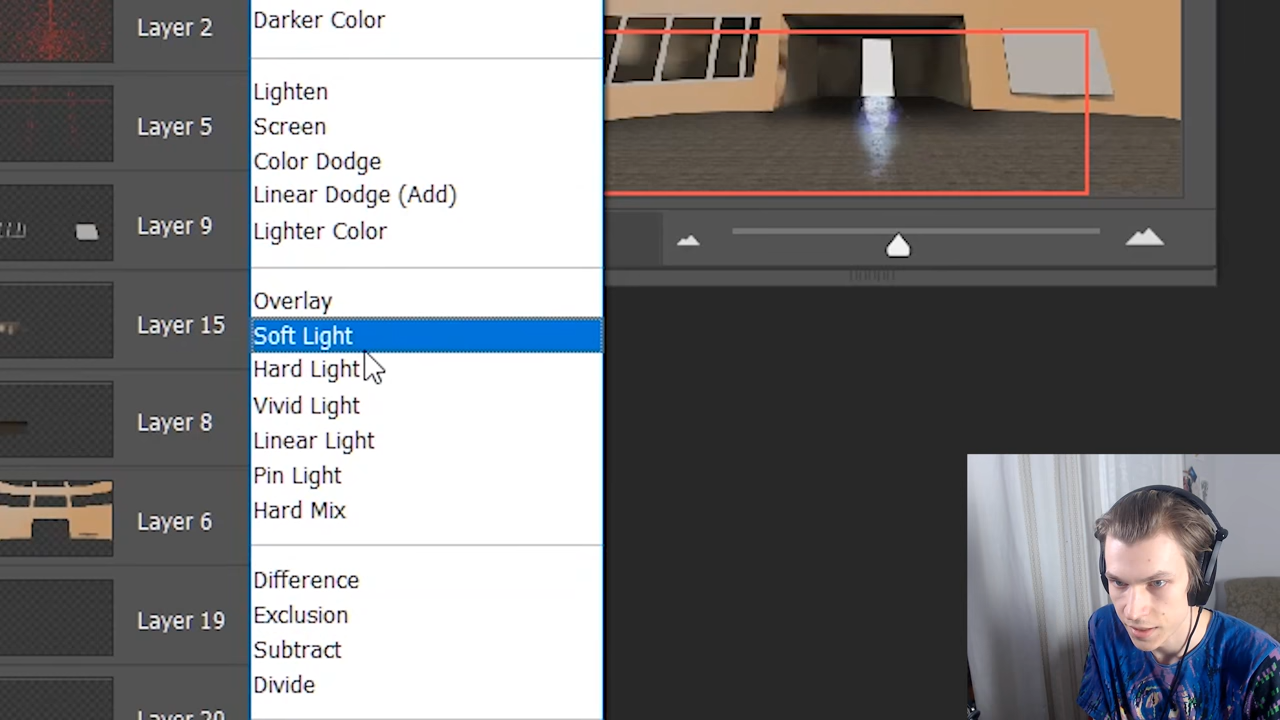 Layer 2
Layer 5
Layer 9
Layer 15
Layer 8
Layer 6
Layer 19
Layer 20
Darker Color
Lighten
Screen
Color Dodge
Linear Dodge (Add)
Lighter Color
Overlay
Soft Light
Hard Light
Vivid Light
Linear Light
Pin Light
Hard Mix
Difference
Exclusion
Subtract
Divide